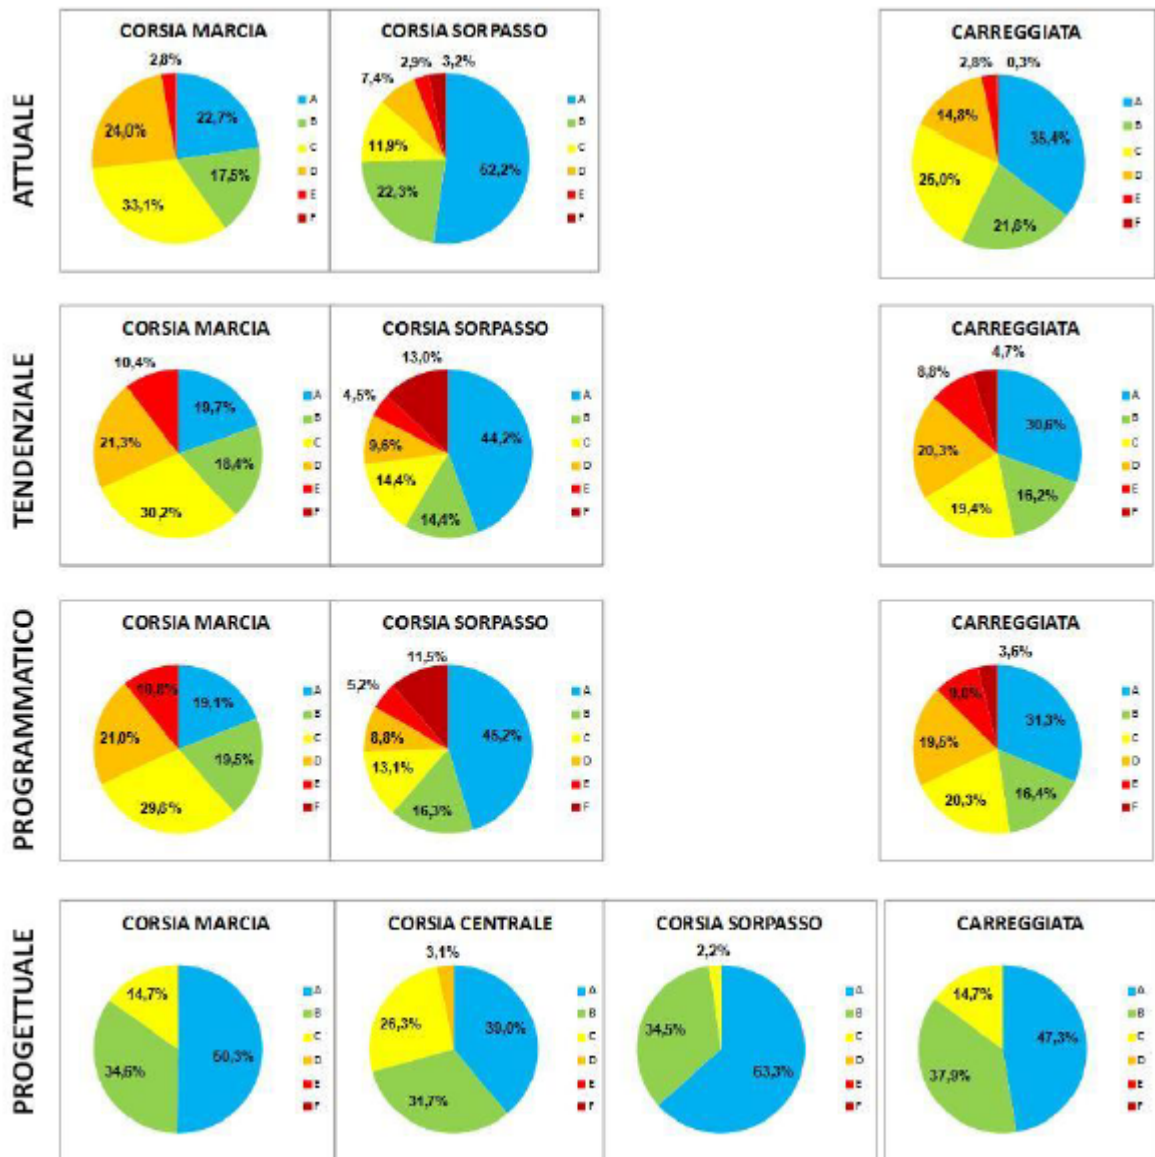 ATTUALE
CORSIA MARCIA
2,8%
22,7%
24,0%
17,5%
33,1%
A
B
C
D
E
F
CORSIA SORPASSO
2,9% 3,2%
7,4%
11,9%
52,2%
22,3%
A
B
C
D
E
F
CARREGGIATA
2,8% 0,3%
14,8%
35,4%
25,0%
21,6%
A
B
C
D
E
F
TENDENZIALE
CORSIA MARCIA
10,4%
19,7%
21,3%
18,4%
30,2%
A
B
C
D
E
F
CORSIA SORPASSO
13,0%
4,5%
44,2%
9,6%
14,4%
14,4%
A
B
C
D
E
F
CARREGGIATA
4,7%
8,8%
30,6%
20,3%
16,2%
19,4%
A
B
C
D
E
F
PROGRAMMATICO
CORSIA MARCIA
10,8%
19,1%
21,0%
19,5%
29,6%
A
B
C
D
E
F
CORSIA SORPASSO
11,5%
5,2%
45,2%
8,8%
13,1%
16,3%
A
B
C
D
E
F
CARREGGIATA
3,6%
9,0%
31,3%
19,5%
16,4%
20,3%
A
B
C
D
E
F
PROGETTUALE
CORSIA MARCIA
14,7%
50,3%
34,6%
A
B
C
D
E
F
CORSIA CENTRALE
3,1%
26,3%
39,0%
31,7%
A
B
C
D
E
F
CORSIA SORPASSO
2,2%
34,5%
63,3%
A
B
C
D
E
F
CARREGGIATA
14,7%
47,3%
37,9%
A
B
C
D
E
F